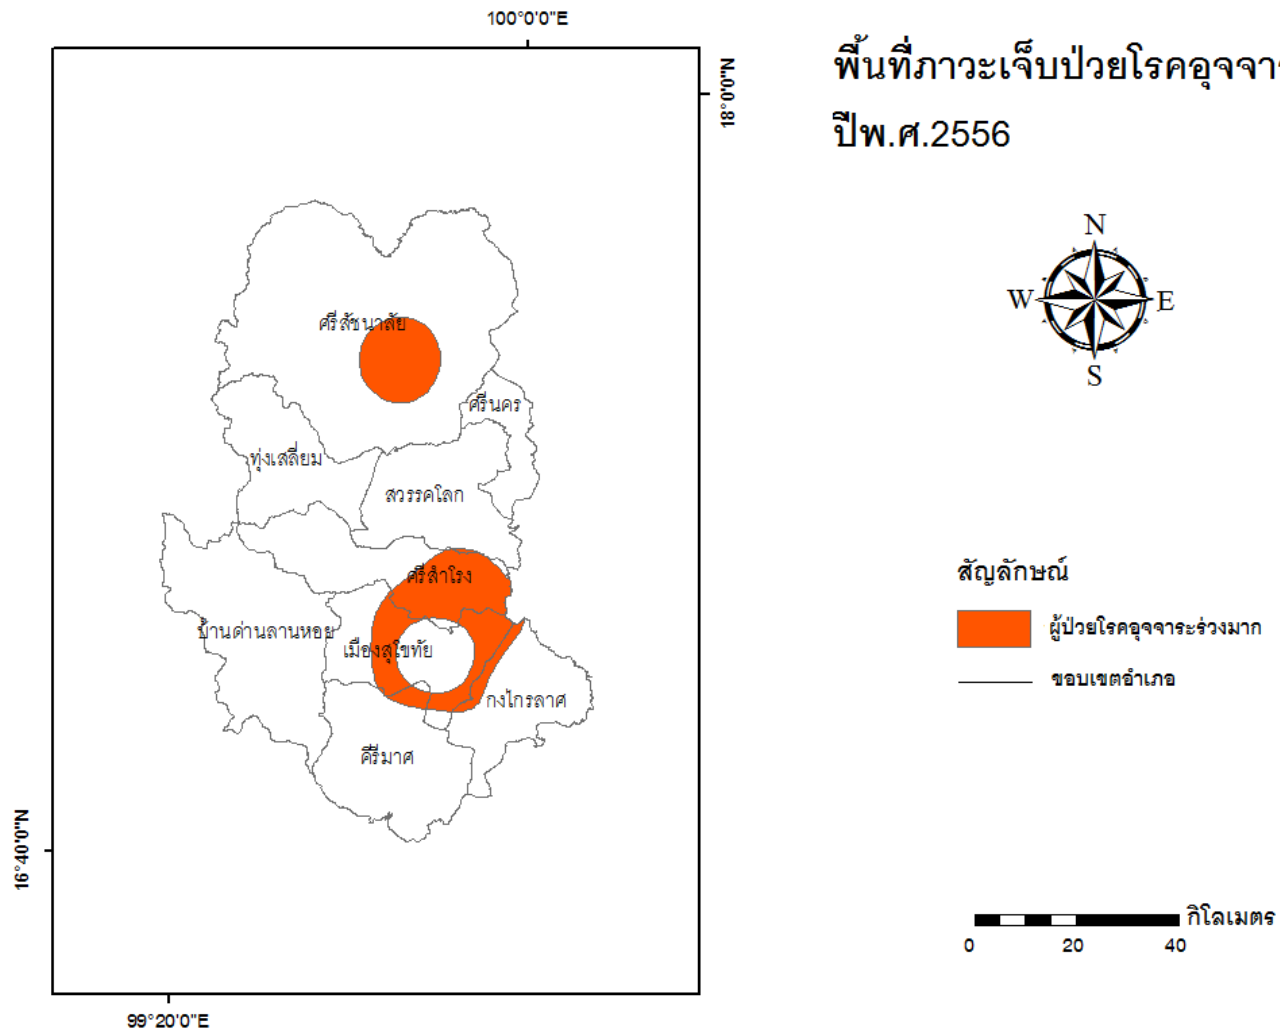 100°0'0"E
พื้นที่ภาวะเจ็บป่วยโรคอุจจาร
ปีพ.ศ.2556
18°0'0"N
N
W
E
S
ศรีสัชนาลัย
ศรีนคร
ทุ่งเสลี่ยม
สวรรคโลก
ศรีสำโรง
บ้านด่านลานหอย
เมืองสุโขทัย
กงไกรลาศ
คีรีมาศ
สัญลักษณ์
ผู้ป่วยโรคอุจจาระร่วงมาก
ขอบเขตอำเภอ
16°40'0"N
กิโลเมตร
0 20 40
99°20'0"E